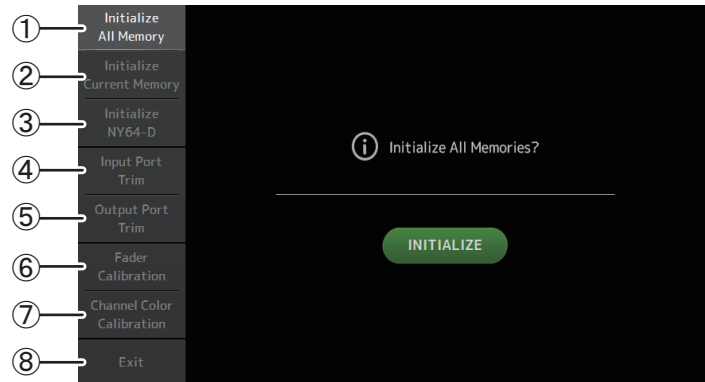 ①
Initialize
All Memory
②
Initialize
Current Memory
③
Initialize
NY64-D
④
Input Port
Trim
⑤
Output Port
Trim
⑥
Fader
Calibration
⑦
Channel Color
Calibration
⑧
Exit
Initialize All Memories?
INITIALIZE